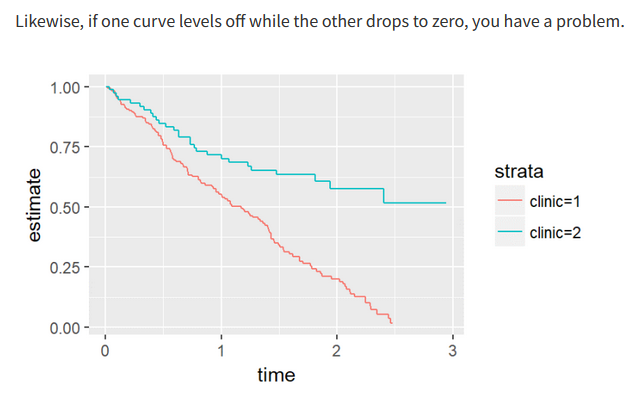 Likewise, if one curve levels off while the other drops to zero, you have a problem.
1.00
0.75
0.50
0.25
0.00
estimate
0
1
2
3
time
strata
clinic=1
clinic=2